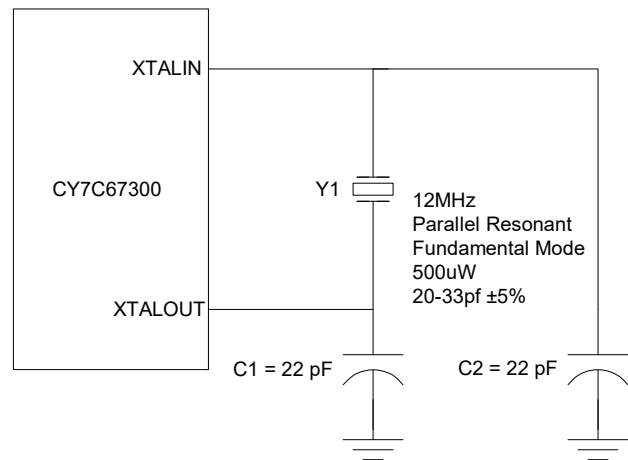 XTALIN
CY7C67300
Y1
12MHz
Parallel Resonant
Fundamental Mode
500uW
20-33pf ±5%
XTALOUT
C1 = 22 pF
C2 = 22 pF